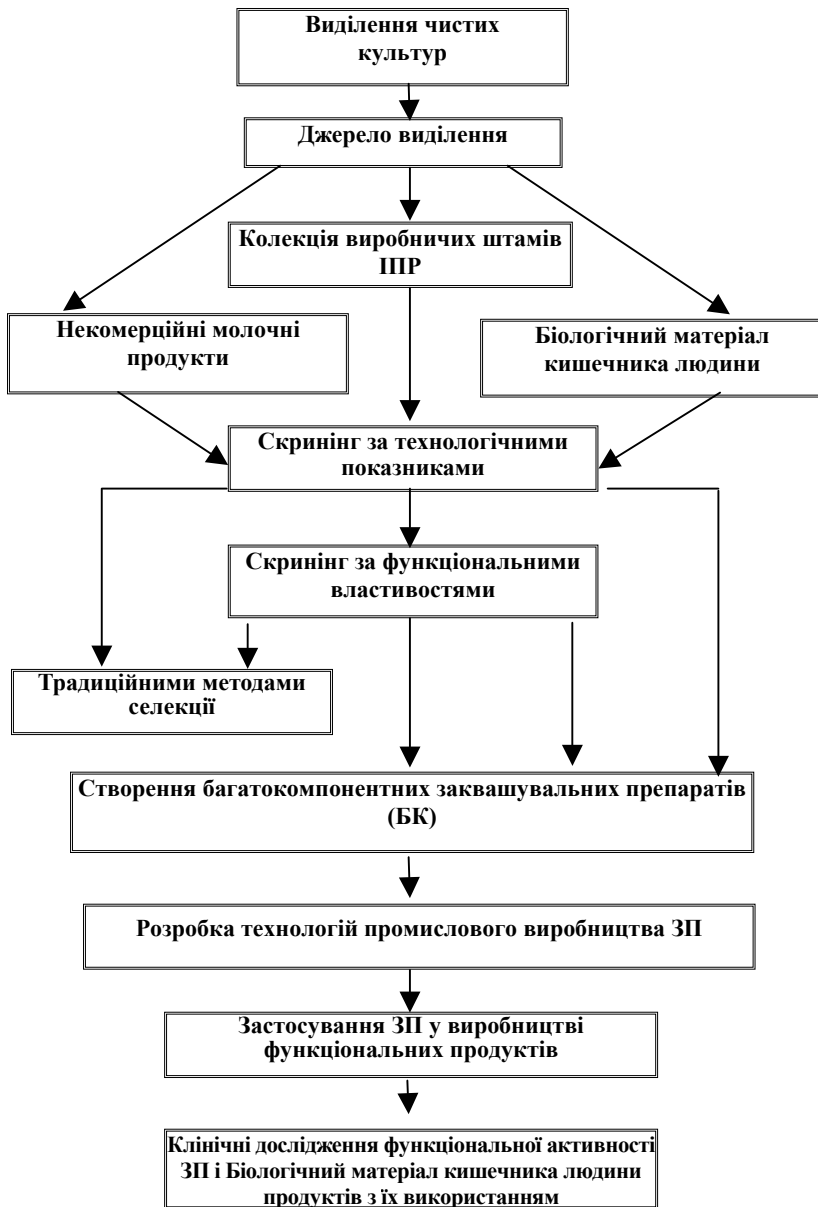 Виділення чистих
культур
Джерело виділення
Колекція виробничих штамів
ІПР
Некомерційні молочні
продукти
Біологічний матеріал
кишечника людини
Скринінг за технологічними
показниками
Скринінг за функціональними
властивостями
Традиційними методами
селекції
Створення багатокомпонентних заквашувальних препаратів
(БК)
Розробка технологій промислового виробництва ЗП
Застосування ЗП у виробництві
функціональних продуктів
Клінічні дослідження функціональної активності
ЗП і Біологічний матеріал кишечника людини
продуктів з їх використанням